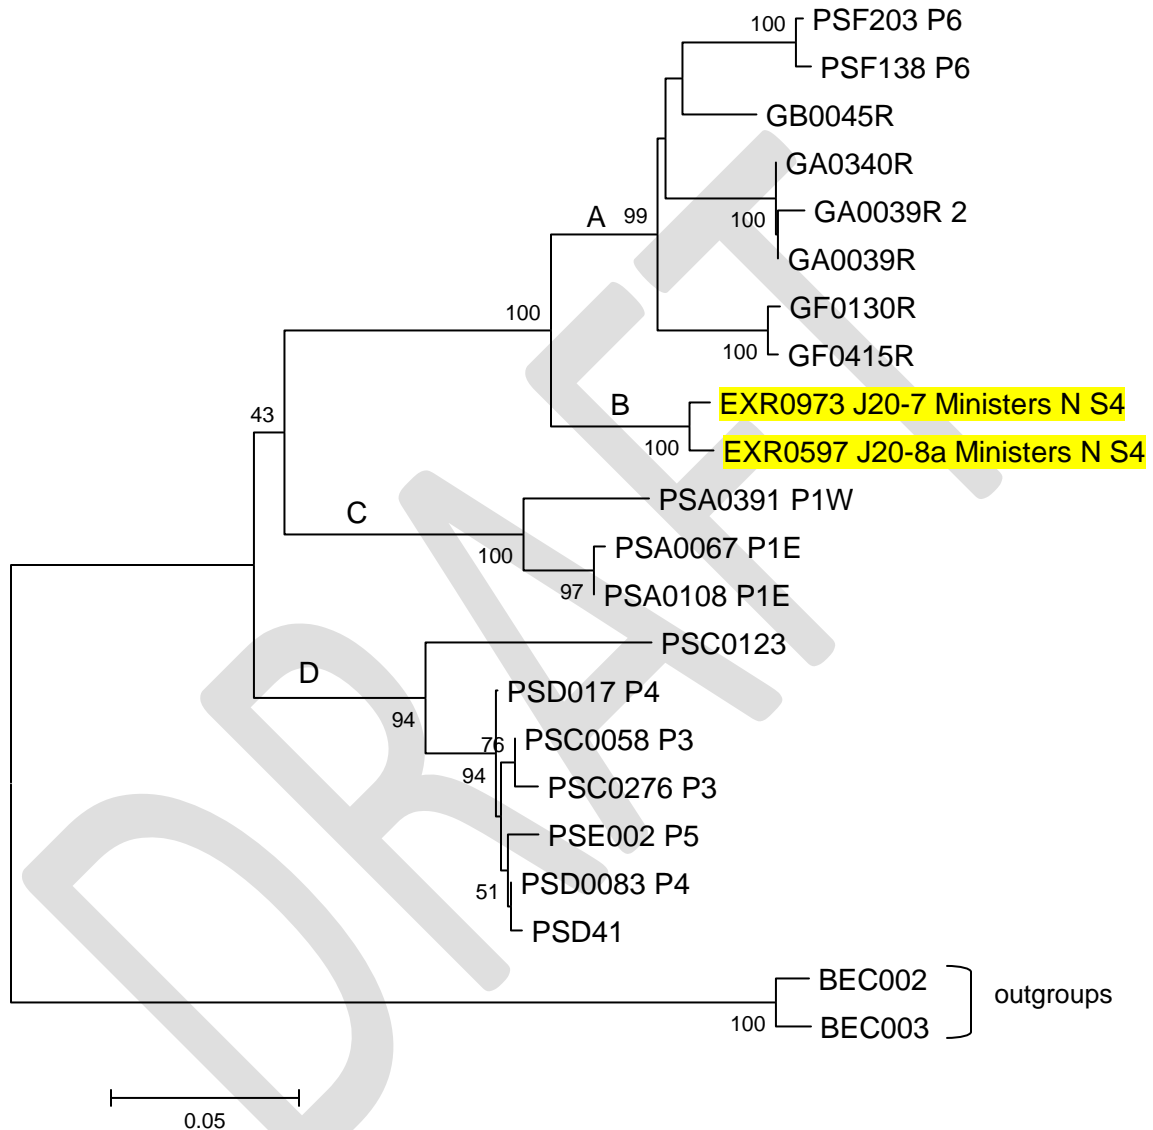 PSF203 P6
100
PSF138 P6
GB0045R
GA0340R
A
99
100
GA0039R 2
GA0039R
100
GF0130R
100
GF0415R
B
EXR0973 J20-7 Ministers N S4
43
100
EXR0597 J20-8a Ministers N S4
PSA0391 P1W
C
100
PSA0067 P1E
97
PSA0108 P1E
PSC0123
D
PSD017 P4
94
76
PSC0058 P3
94
PSC0276 P3
PSE002 P5
51
PSD0083 P4
PSD41
BEC002
outgroups
100
BEC003
0.05
DRAFT